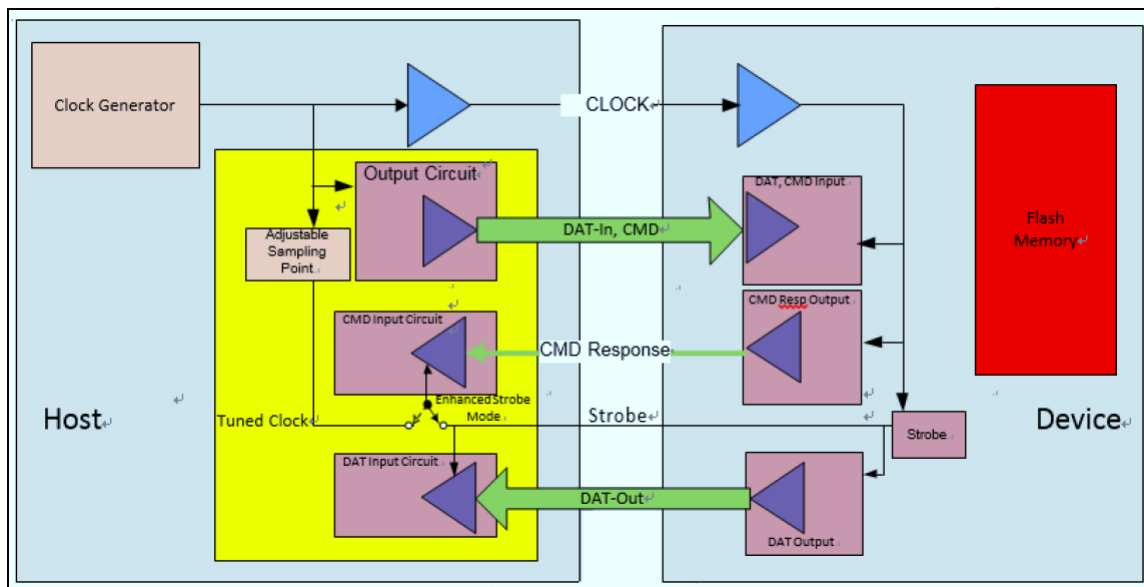 Clock Generator
CLOCK
Output Circuit
DAT, CMD Input
Flash
Memory
Adjustable
Sampling
Point
DAT-In, CMD
CMD Input Circuit
CMD Resp Output
CMD Response
Enhanced Strobe
Mode
Host
Tuned Clock
Strobe
Strobe
Device
DAT Input Circuit
DAT-Out
DAT Output